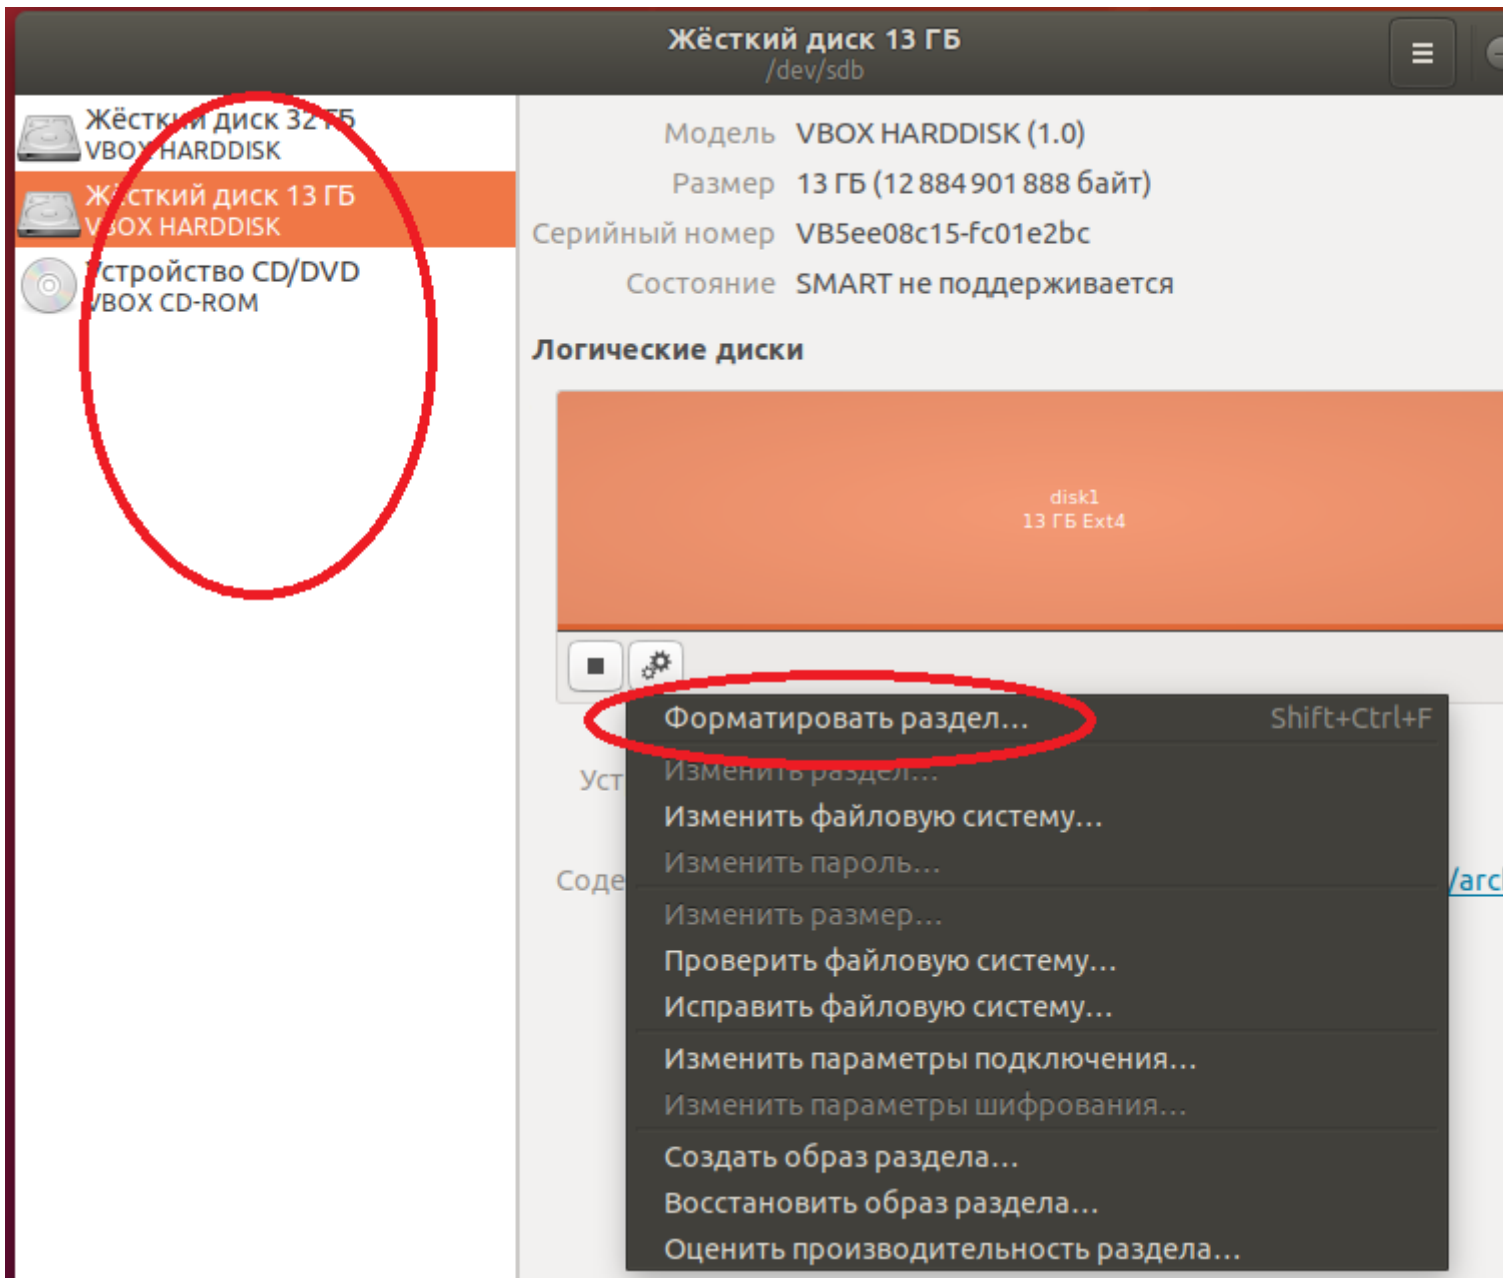 Жёсткий диск 13 ГБ
/dev/sdb
Жёсткий диск 32 ГБ
VBOX HARDDISK
Жёсткий диск 13 ГБ
VBOX HARDDISK
Устройство CD/DVD
VBOX CD-ROM
Модель VBOX HARDDISK (1.0)
Размер 13 ГБ (12 884 901 888 байт)
Серийный номер VB5ee08c15-fc01e2bc
Состояние SMART не поддерживается
Логические диски
disk1
13 ГБ Ext4
Форматировать раздел... Shift+Ctrl+F
Изменить раздел...
Изменить файловую систему...
Изменить пароль...
Изменить размер...
Проверить файловую систему...
Исправить файловую систему...
Изменить параметры подключения...
Изменить параметры шифрования...
Создать образ раздела...
Восстановить образ раздела...
Оценить производительность раздела...